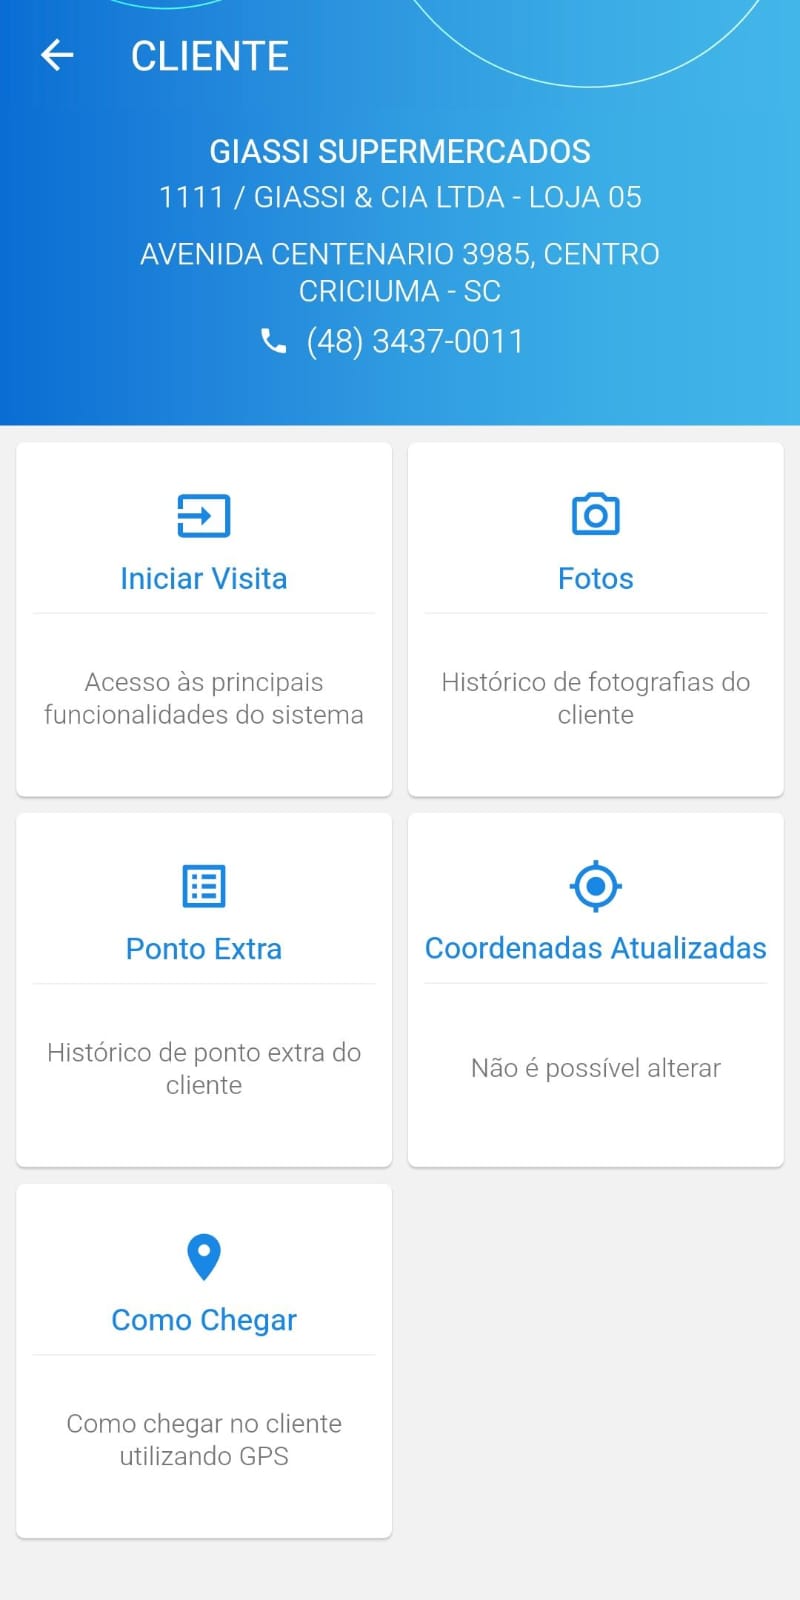 CLIENTE
GIASSI SUPERMERCADOS
1111 / GIASSI & CIA LTDA - LOJA 05
AVENIDA CENTENARIO 3985, CENTRO
CRICIUMA - SC
(48) 3437-0011
Iniciar Visita
Acesso às principais
funcionalidades do sistema
Fotos
Histórico de fotografias do
cliente
Ponto Extra
Histórico de ponto extra do
cliente
Coordenadas Atualizadas
Não é possível alterar
Como Chegar
Como chegar no cliente
utilizando GPS